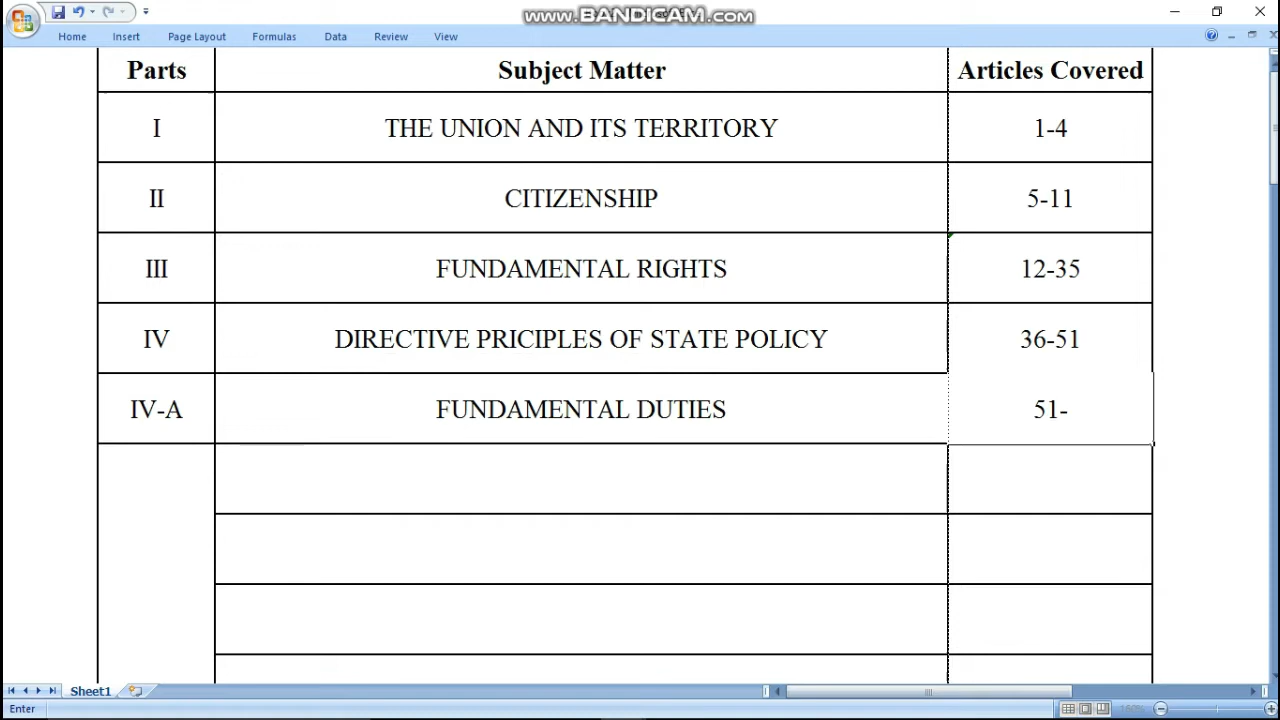 www.BANDICAM.com
Home Insert Page Layout Formulas Data Review View
Parts Subject Matter Articles Covered
I THE UNION AND ITS TERRITORY 1-4
II CITIZENSHIP 5-11
III FUNDAMENTAL RIGHTS 12-35
IV DIRECTIVE PRICIPLES OF STATE POLICY 36-51
IV-A FUNDAMENTAL DUTIES 51-
Sheet1
Enter 160%